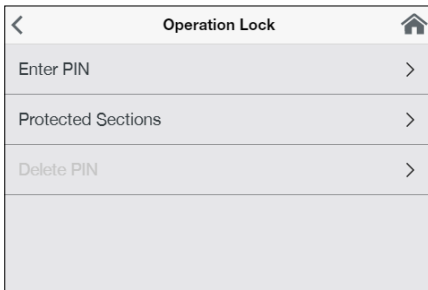 Operation Lock
Enter PIN
Protected Sections
Delete PIN